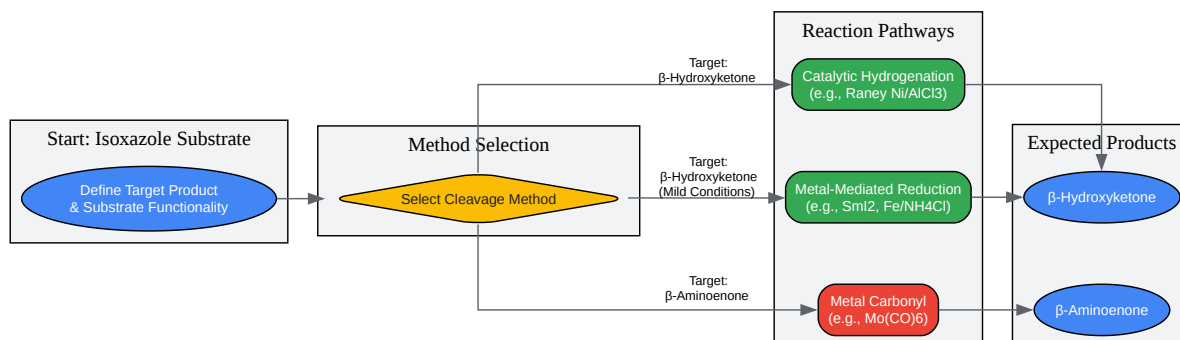 Reaction Pathways
Target:
β-Hydroxyketone
Catalytic Hydrogenation
(e.g., Raney Ni/AlCl3)
Start: Isoxazole Substrate
Method Selection
Expected Products
Define Target Product
& Substrate Functionality
Select Cleavage Method
Target:
β-Hydroxyketone
(Mild Conditions)
Metal-Mediated Reduction
(e.g., SmI2, Fe/NH4Cl)
β-Hydroxyketone
Target:
β-Aminoenone
Metal Carbonyl
(e.g., Mo(CO)6)
β-Aminoenone